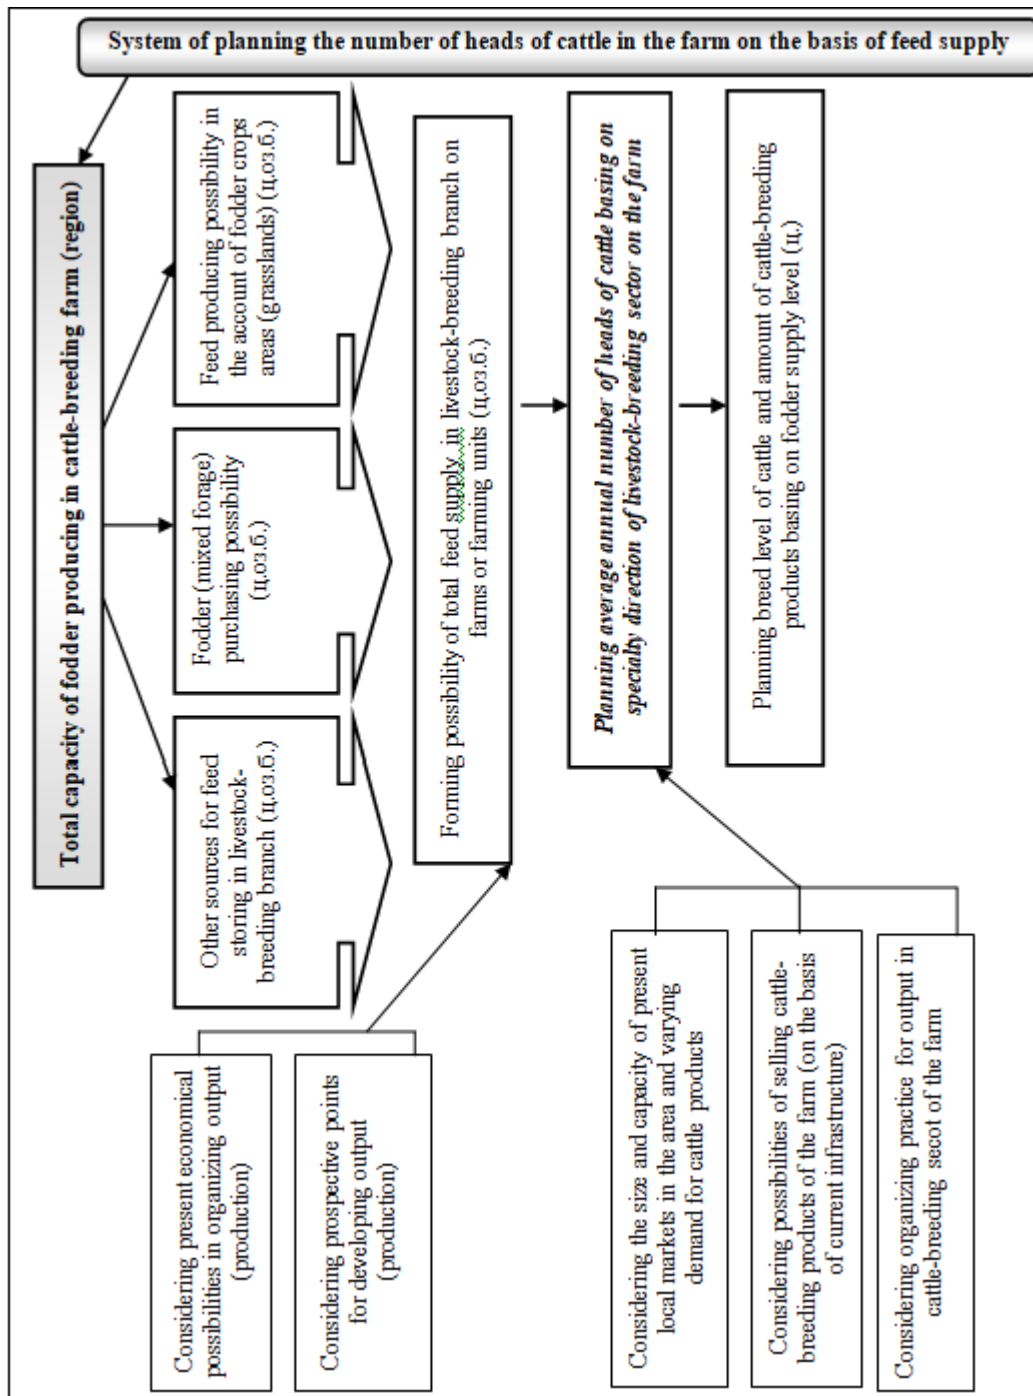 System of planning the number of heads of cattle in the farm on the basis of feed supply
Total capacity of fodder producing in cattle-breeding farm (region)
Other sources for feed
storing in livestock-
breeding branch (ц.оз.б.)
Fodder (mixed forage)
purchasing possibility
(ц.оз.б.)
Feed producing possibility in
the account of fodder crops
areas (grasslands) (ц.оз.б.)
Considering present economical
possibilities in organizing output
(production)
Considering prospective points
for developing output
(production)
Forming possibility of total feed supply in livestock-breeding branch on
farms or farming units (ц.оз.б.)
Planning average annual number of heads of cattle basing on
specialty direction of livestock-breeding sector on the farm
Considering the size and capacity of present
local markets in the area and varying
demand for cattle products
Considering possibilities of selling cattle-
breeding products of the farm (on the basis
of current infrastructure)
Considering organizing practice for output in
cattle-breeding secot of the farm
Planning breed level of cattle and amount of cattle-breeding
products basing on fodder supply level (ц.)